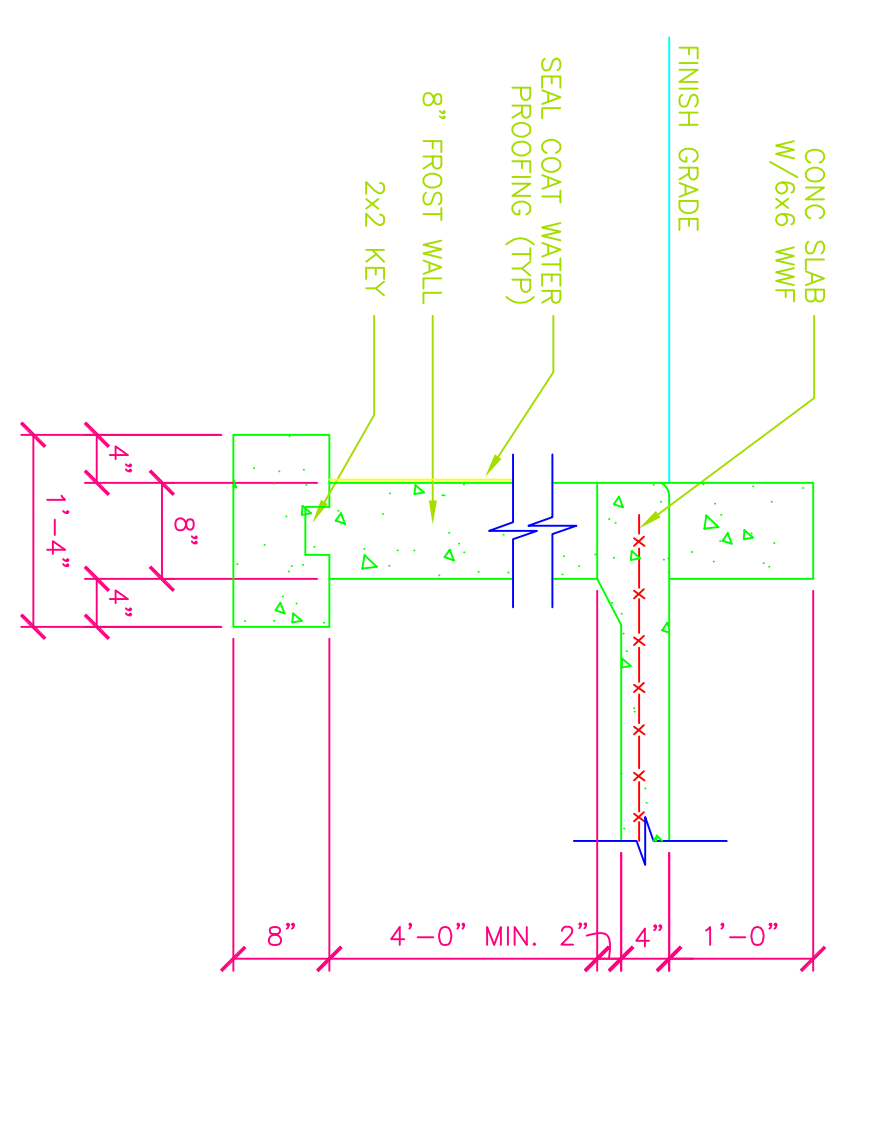 CONC SLAB
W/6x6 WWF
FINISH GRADE
SEAL COAT WATER
PROOFING (TYP)
8" FROST WALL
2x2 KEY
1'-0"
4"
2"
4'-0" MIN.
8"
4"
8"
4"
1'-4"